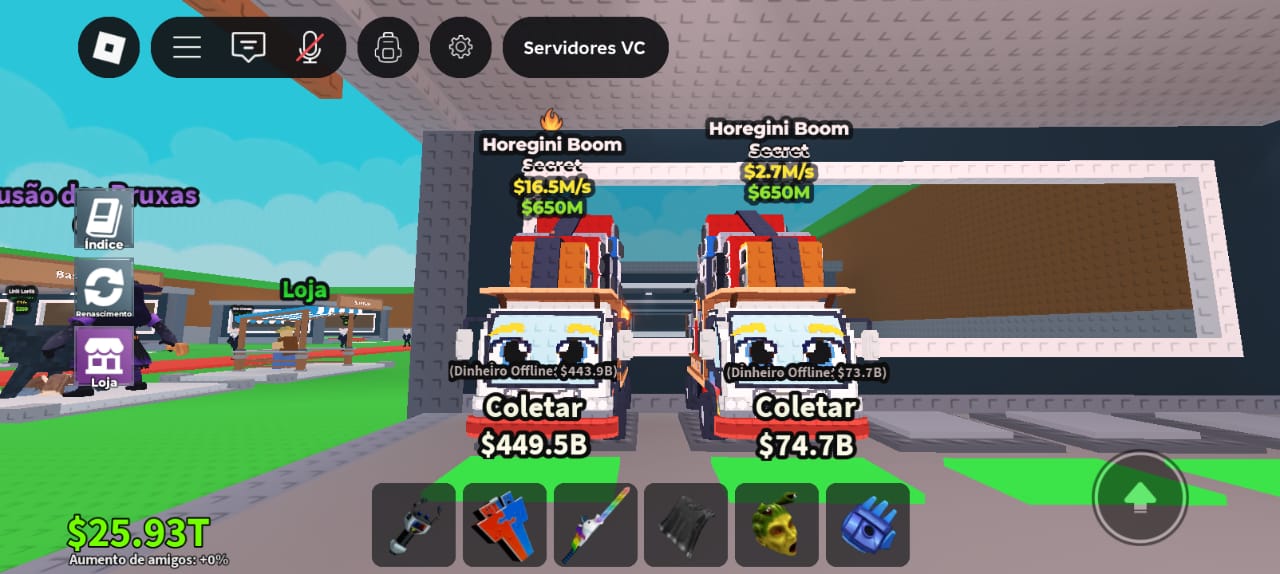 Servidores VC
Horegini Boom
Secret
$16.5M/s
$650M
Horegini Boom
Secret
$2.7M/s
$650M
usão das Bruxas
Índice
Renascimento
Loja
Loja
(Dinheiro Offline: $443.9B)
Coletar
$449.5B
(Dinheiro Offline: $73.7B)
Coletar
$74.7B
$25.93T
Aumento de amigos: +0%